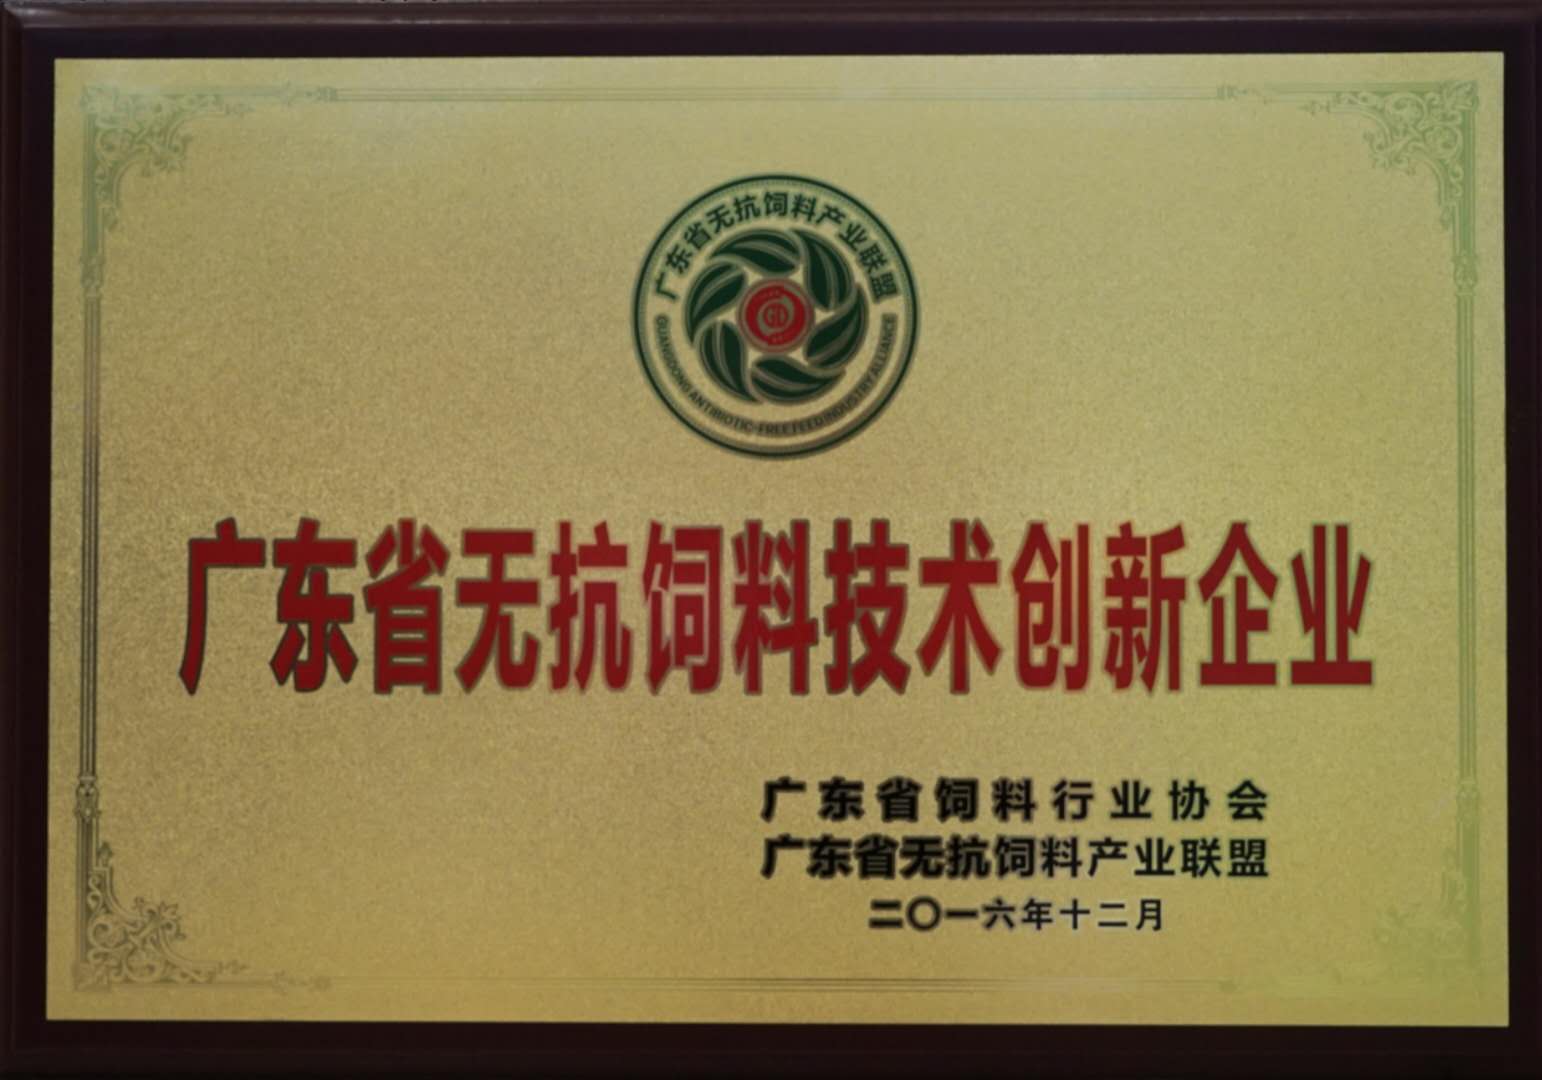 广东省无抗饲料产业联盟
GUANGDONG ANTIBIOTIC-FREE FEED INDUSTRY ALLIANCE
GD
广东省无抗饲料技术创新企业
广东省饲料行业协会
广东省无抗饲料产业联盟
二〇一六年十二月